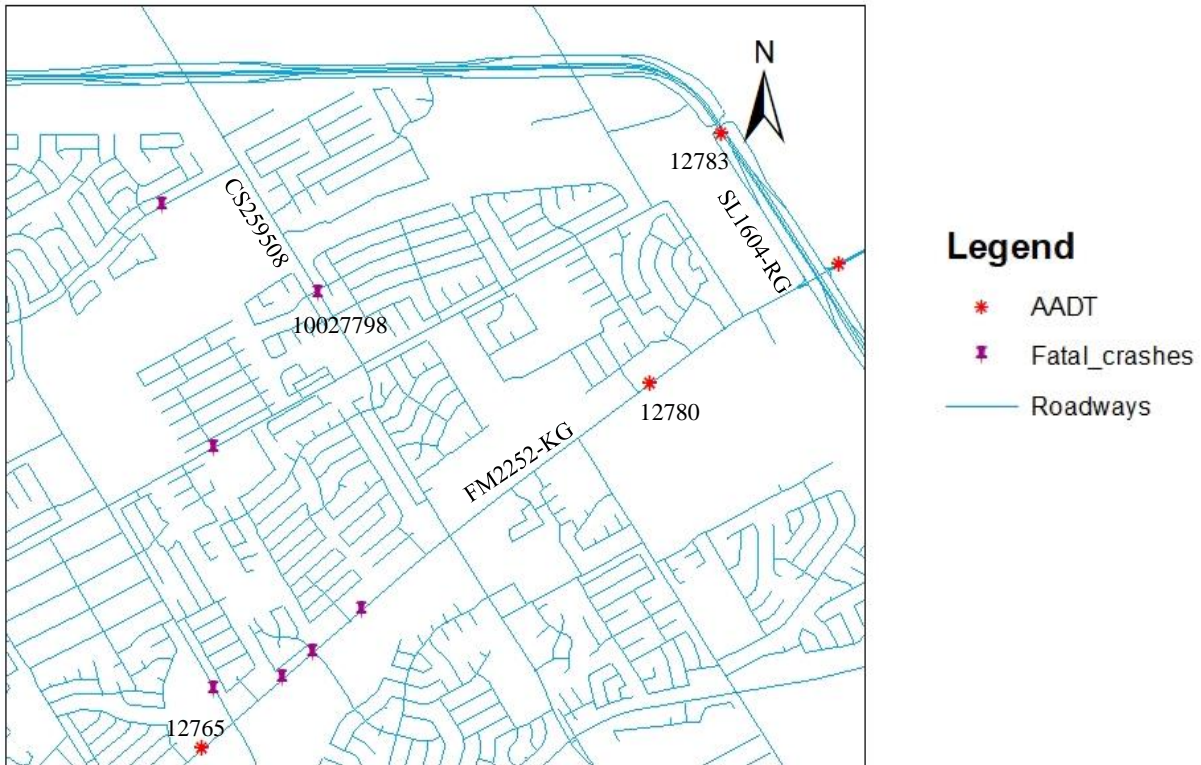 N
12783
CS259508
SL1604-RG
10027798
12780
FM2252-KG
12765
Legend
AADT
Fatal_crashes
Roadways